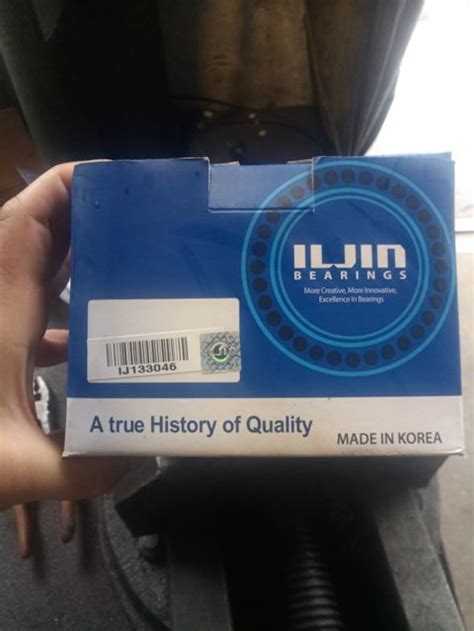 ILJIN
BEARINGS
More Creative, More Innovative,
Excellence In Bearings
IJ133046
A true History of Quality
MADE IN KOREA